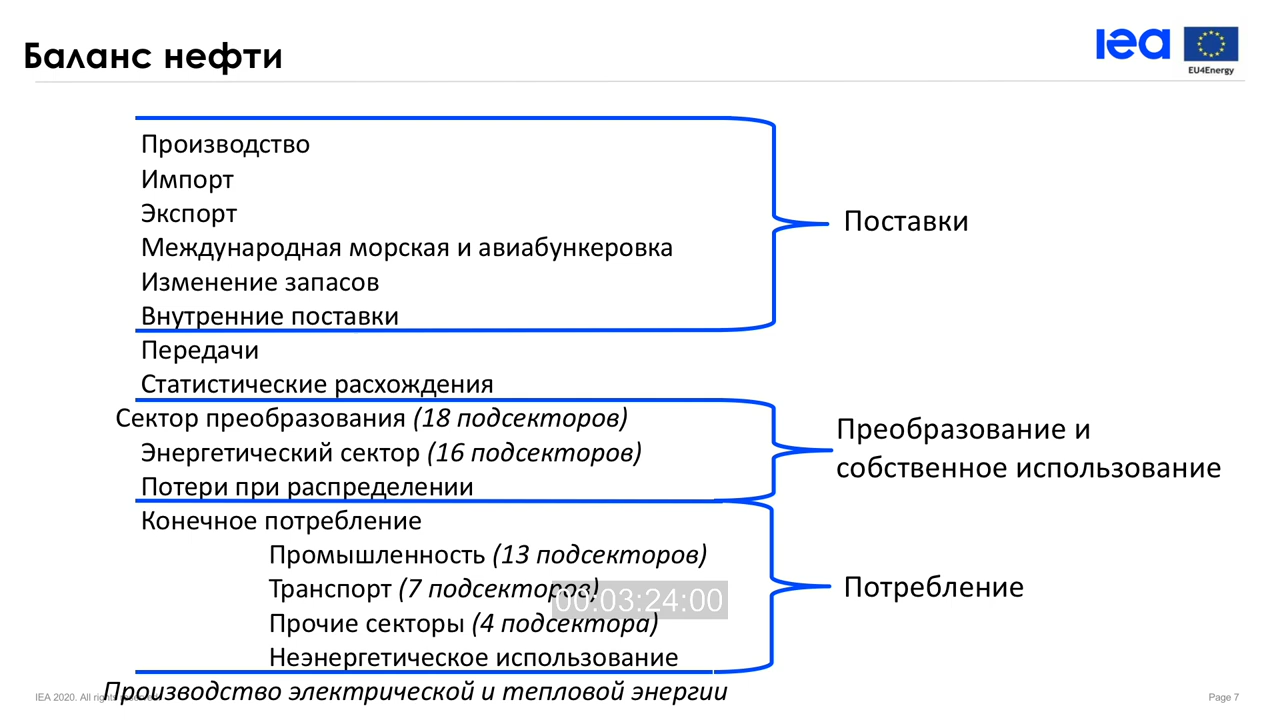 Баланс нефти
iea
EU4Energy
Производство
Импорт
Экспорт
Международная морская и авиабункеровка
Изменение запасов
Внутренние поставки
Поставки
Передачи
Статистические расхождения
Сектор преобразования (18 подсекторов)
Энергетический сектор (16 подсекторов)
Потери при распределении
Преобразование и
собственное использование
Конечное потребление
Промышленность (13 подсекторов)
Транспорт (7 подсекторов)
00:03:24:00
Прочие секторы (4 подсектора)
Неэнергетическое использование
Потребление
Производство электрической и тепловой энергии
IEA 2020. All rights reserved.
Page 7